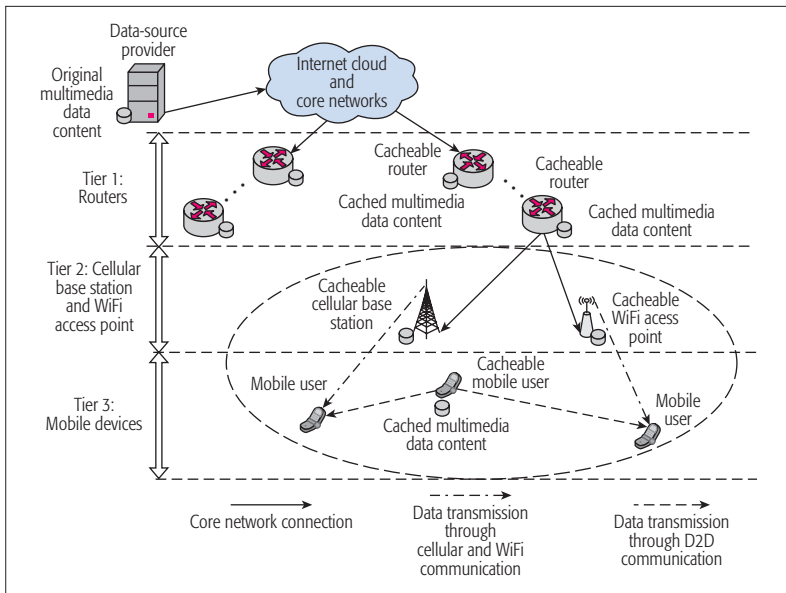 Data-source
provider
Original
multimedia
data
content
Internet cloud
and
core networks
Tier 1:
Routers
Cacheable
router
Cached multimedia
data content
Cacheable
router
Cached multimedia
data content
Tier 2: Cellular
base station
and WiFi
access point
Cacheable
cellular base
station
Cacheable
WiFi acess
point
Tier 3:
Mobile devices
Mobile user
Cacheable
mobile user
Cached multimedia
data content
Mobile
user
Core network connection
Data transmission
through
cellular and WiFi
communication
Data transmission
through D2D
communication